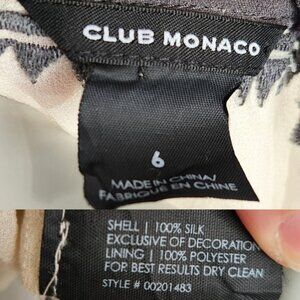 CLUB MONACO
6
MADE IN CHINA/
FABRIQUÉ EN CHINE
SHELL | 100% SILK
EXCLUSIVE OF DECORATION
LINING | 100% POLYESTER
FOR BEST RESULTS DRY CLEAN
STYLE # 00201483